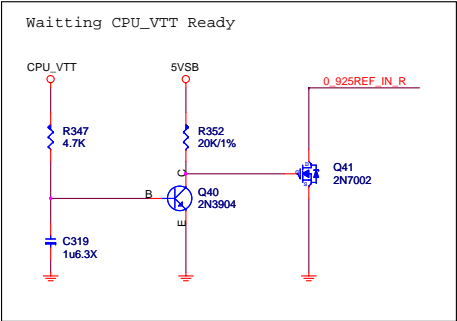 Waitting CPU_VTT Ready
CPU_VTT
5VSB
0_925REF_IN_R
R347
4.7K
R352
20K/1%
C
Q41
2N7002
B
Q40
2N3904
E
C319
1u6.3X